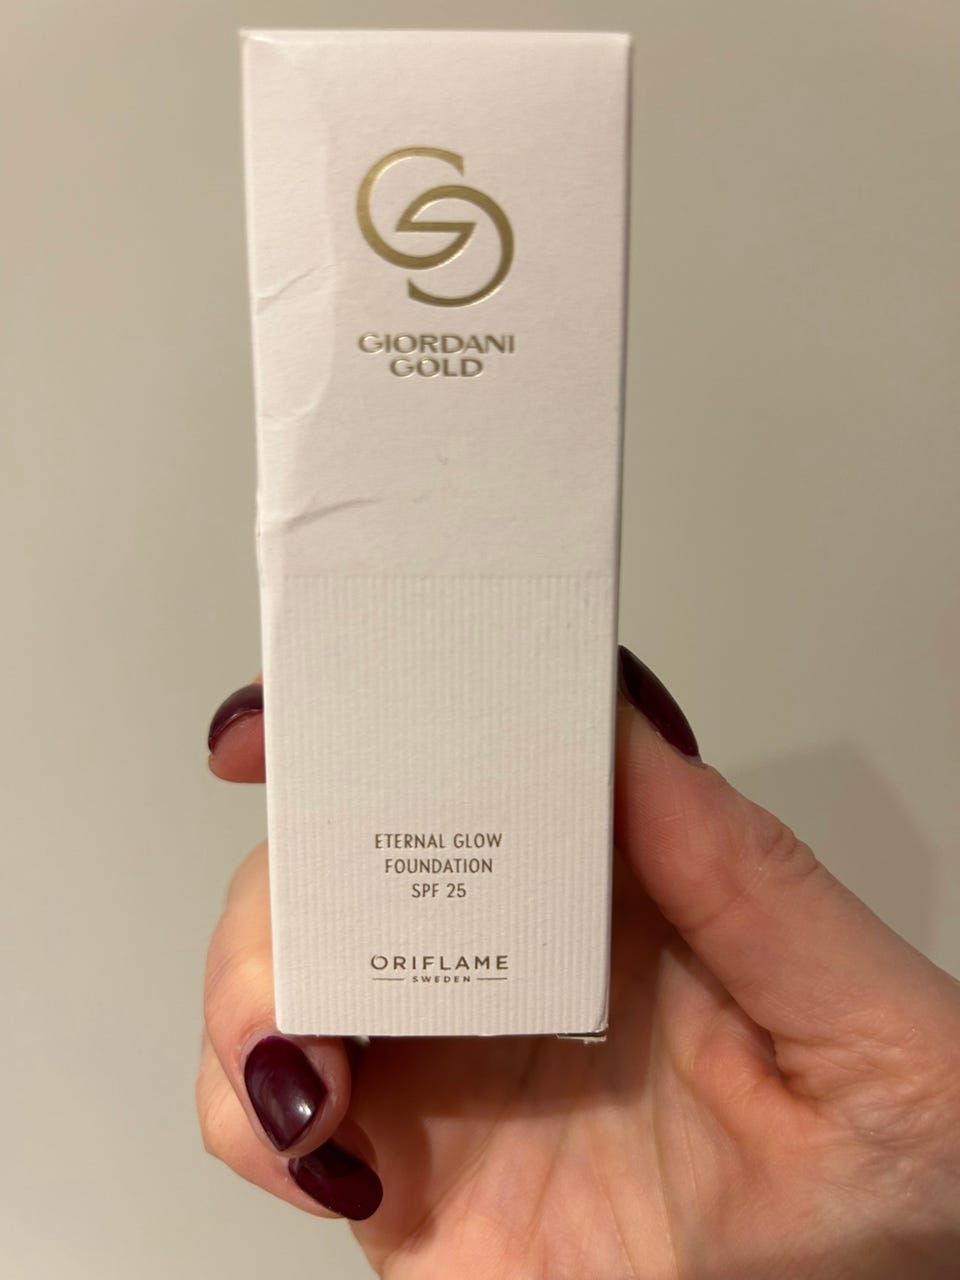 GIORDANI
GOLD
ETERNAL GLOW
FOUNDATION
SPF 25
ORIFLAME
SWEDEN